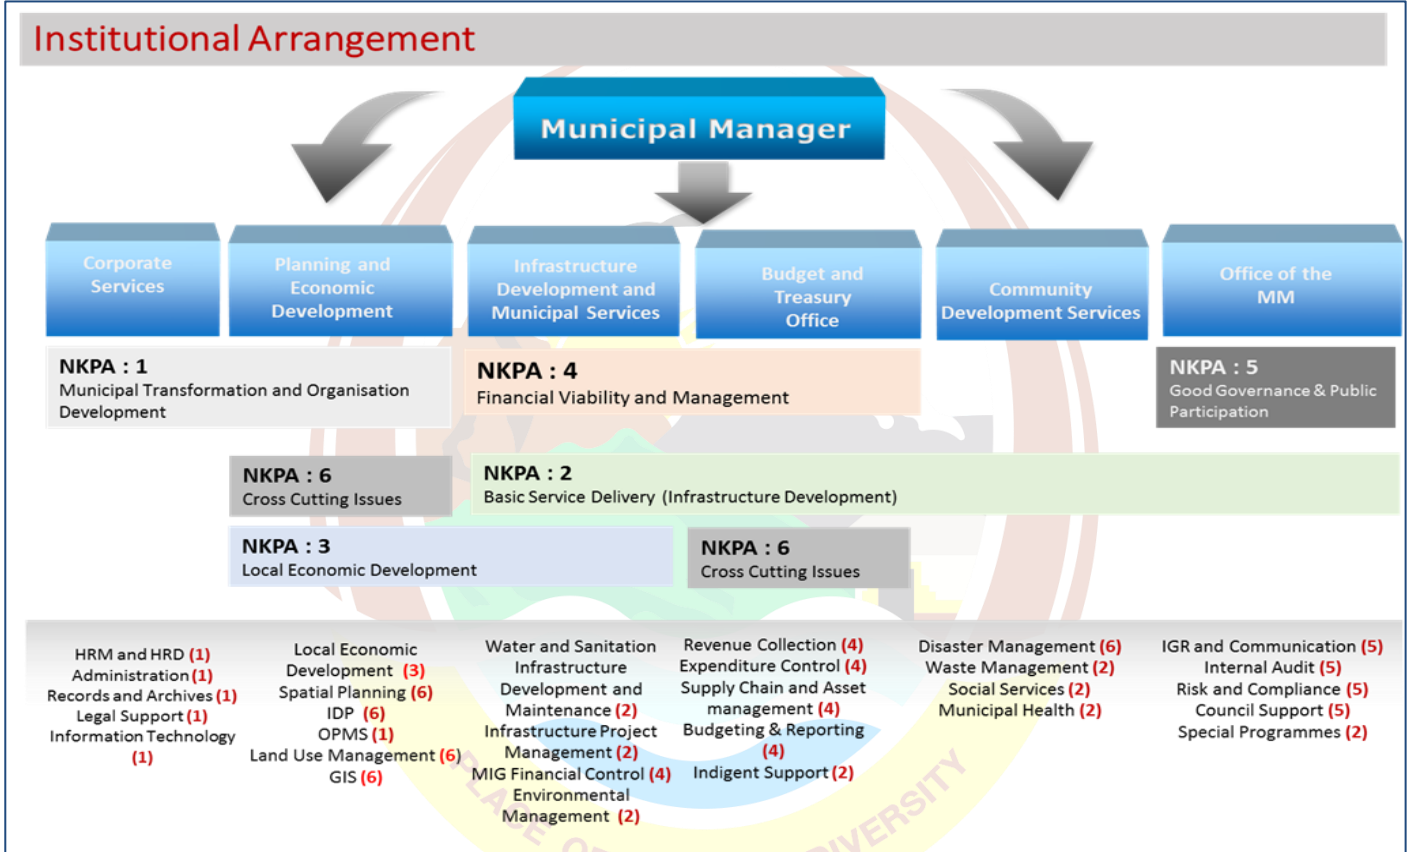 Institutional Arrangement
Municipal Manager
Corporate
Services
Planning and
Economic
Development
Infrastructure
Development and
Municipal Services
Budget and
Treasury
Office
Community
Development Services
Office of the
MM
NKPA : 1
Municipal Transformation and Organisation
Development
NKPA : 4
Financial Viability and Management
NKPA : 5
Good Governance & Public
Participation
NKPA : 6
Cross Cutting Issues
NKPA : 2
Basic Service Delivery (Infrastructure Development)
NKPA : 3
Local Economic Development
NKPA : 6
Cross Cutting Issues
HRM and HRD (1)
Administration (1)
Records and Archives (1)
Legal Support (1)
Information Technology
(1)
Local Economic
Development (3)
Spatial Planning (6)
IDP (6)
OPMS (1)
Land Use Management (6)
GIS (6)
Water and Sanitation
Infrastructure
Development and
Maintenance (2)
Infrastructure Project
Management (2)
MIG Financial Control (4)
Environmental
Management (2)
Revenue Collection (4)
Expenditure Control (4)
Supply Chain and Asset
management (4)
Budgeting & Reporting
(4)
Indigent Support (2)
Disaster Management (6)
Waste Management (2)
Social Services (2)
Municipal Health (2)
IGR and Communication (5)
Internal Audit (5)
Risk and Compliance (5)
Council Support (5)
Special Programmes (2)
PLACE